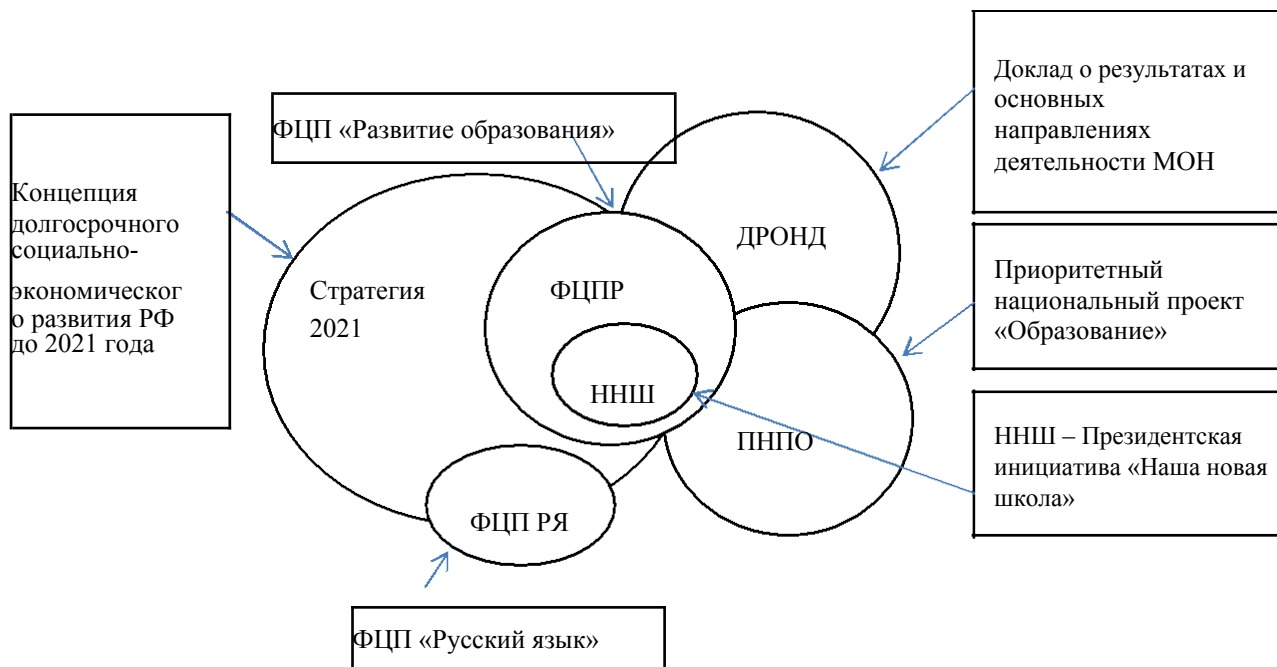 Концепция
долгосрочного
социально-
экономическог
о развития РФ
до 2021 года
ФЦП «Развитие образования»
Доклад о результатах и
основных
направлениях
деятельности МОН
Стратегия
2021
ФЦПР
ДРОНД
ННШ
ПНПО
ФЦП РЯ
Приоритетный
национальный проект
«Образование»
ННШ – Президентская
инициатива «Наша новая
школа»
ФЦП «Русский язык»